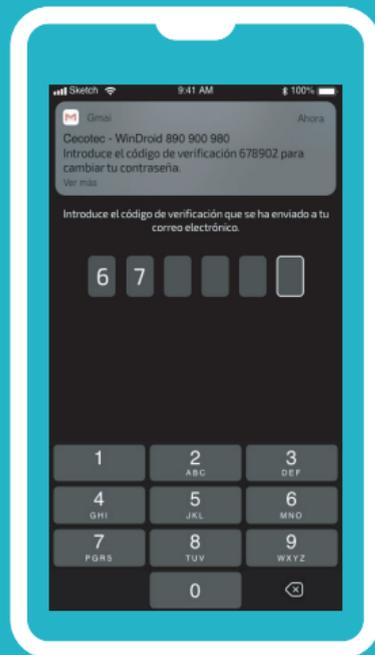 Sketch 9:41 AM 100%
Gmai Ahora
Cecotec - WinDroid 890 900 980
Introduce el código de verificación 678902 para
cambiar tu contraseña.
Ver más
Introduce el código de verificación que se ha enviado a tu
correo electrónico.
6 7
1 2 3
ABC DEF
4 5 6
GHI JKL MNO
7 8 9
PGRS TUV WXYZ
0